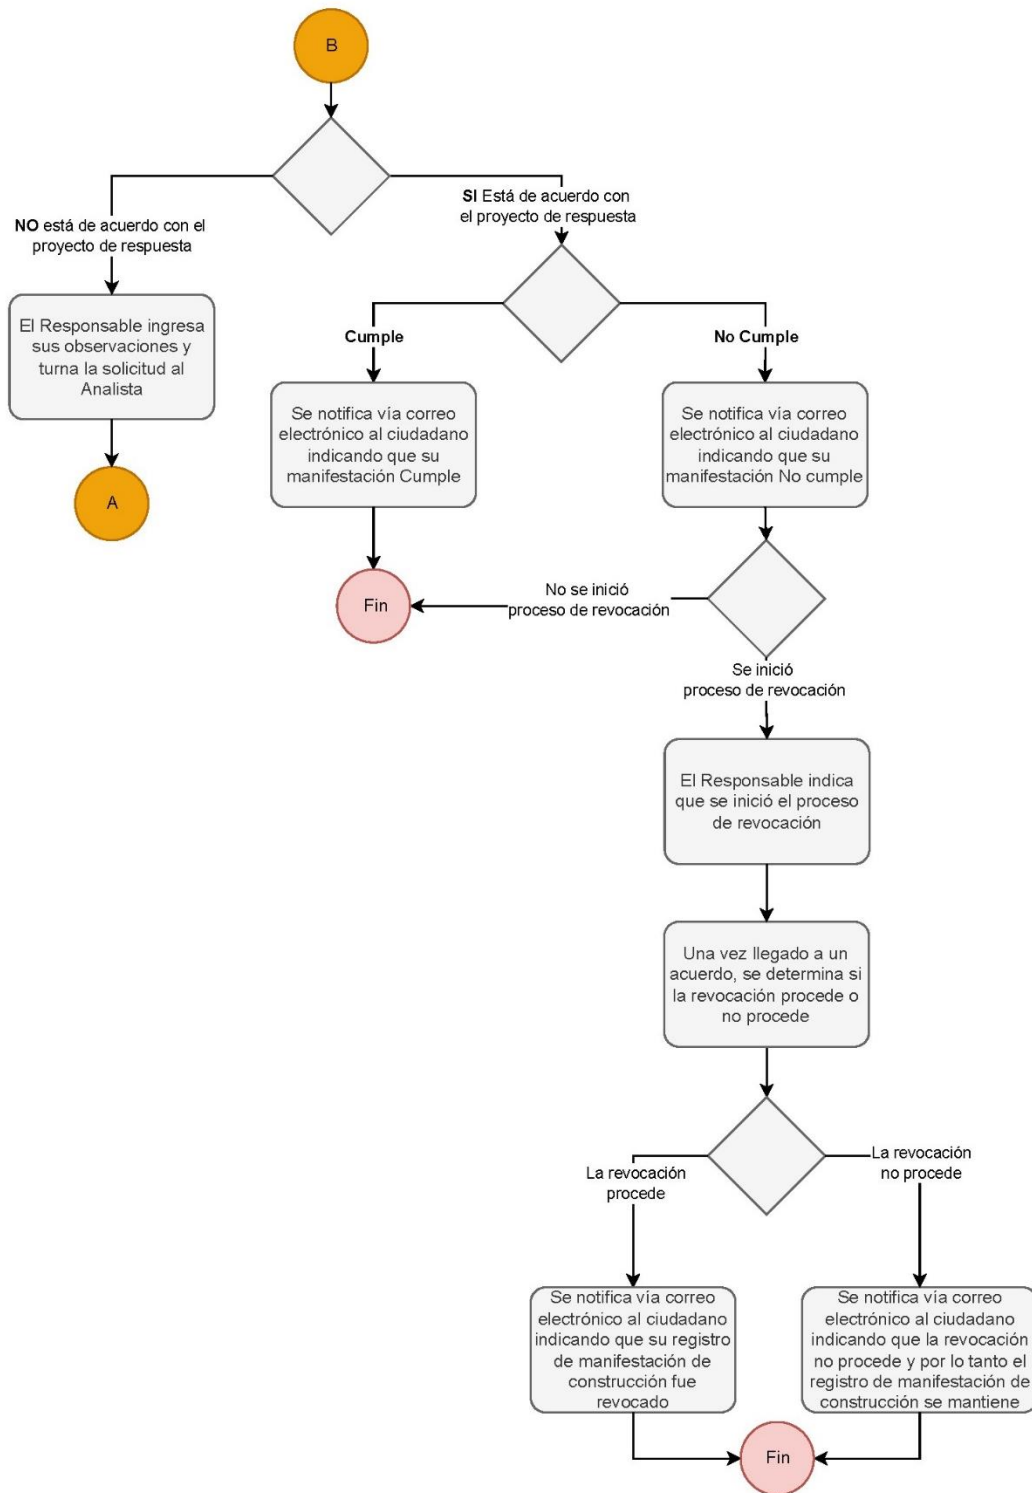 B
NO está de acuerdo con el
proyecto de respuesta
SI Está de acuerdo con
el proyecto de respuesta
El Responsable ingresa
sus observaciones y
turna la solicitud al
Analista
A
Cumple
No Cumple
Se notifica vía correo
electrónico al ciudadano
indicando que su
manifestación Cumple
Se notifica vía correo
electrónico al ciudadano
indicando que su
manifestación No cumple
Fin
No se inició
proceso de revocación
Se inició
proceso de revocación
El Responsable indica
que se inició el proceso
de revocación
Una vez llegado a un
acuerdo, se determina si
la revocación procede o
no procede
La revocación
procede
La revocación
no procede
Se notifica vía correo
electrónico al ciudadano
indicando que su registro
de manifestación de
construcción fue
revocado
Se notifica vía correo
electrónico al ciudadano
indicando que la revocación
no procede y por lo tanto el
registro de manifestación de
construcción se mantiene
Fin